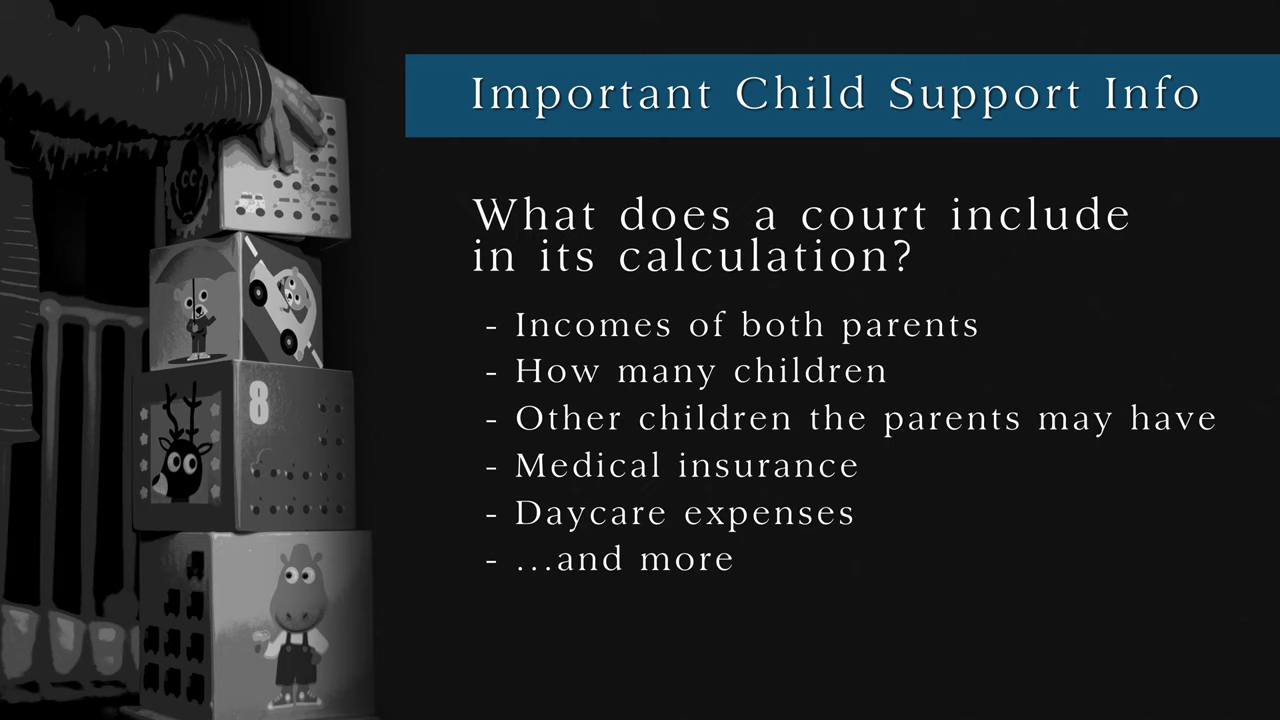 Important Child Support Info
What does a court include
in its calculation?
- Incomes of both parents
- How many children
- Other children the parents may have
- Medical insurance
- Daycare expenses
- ...and more
8